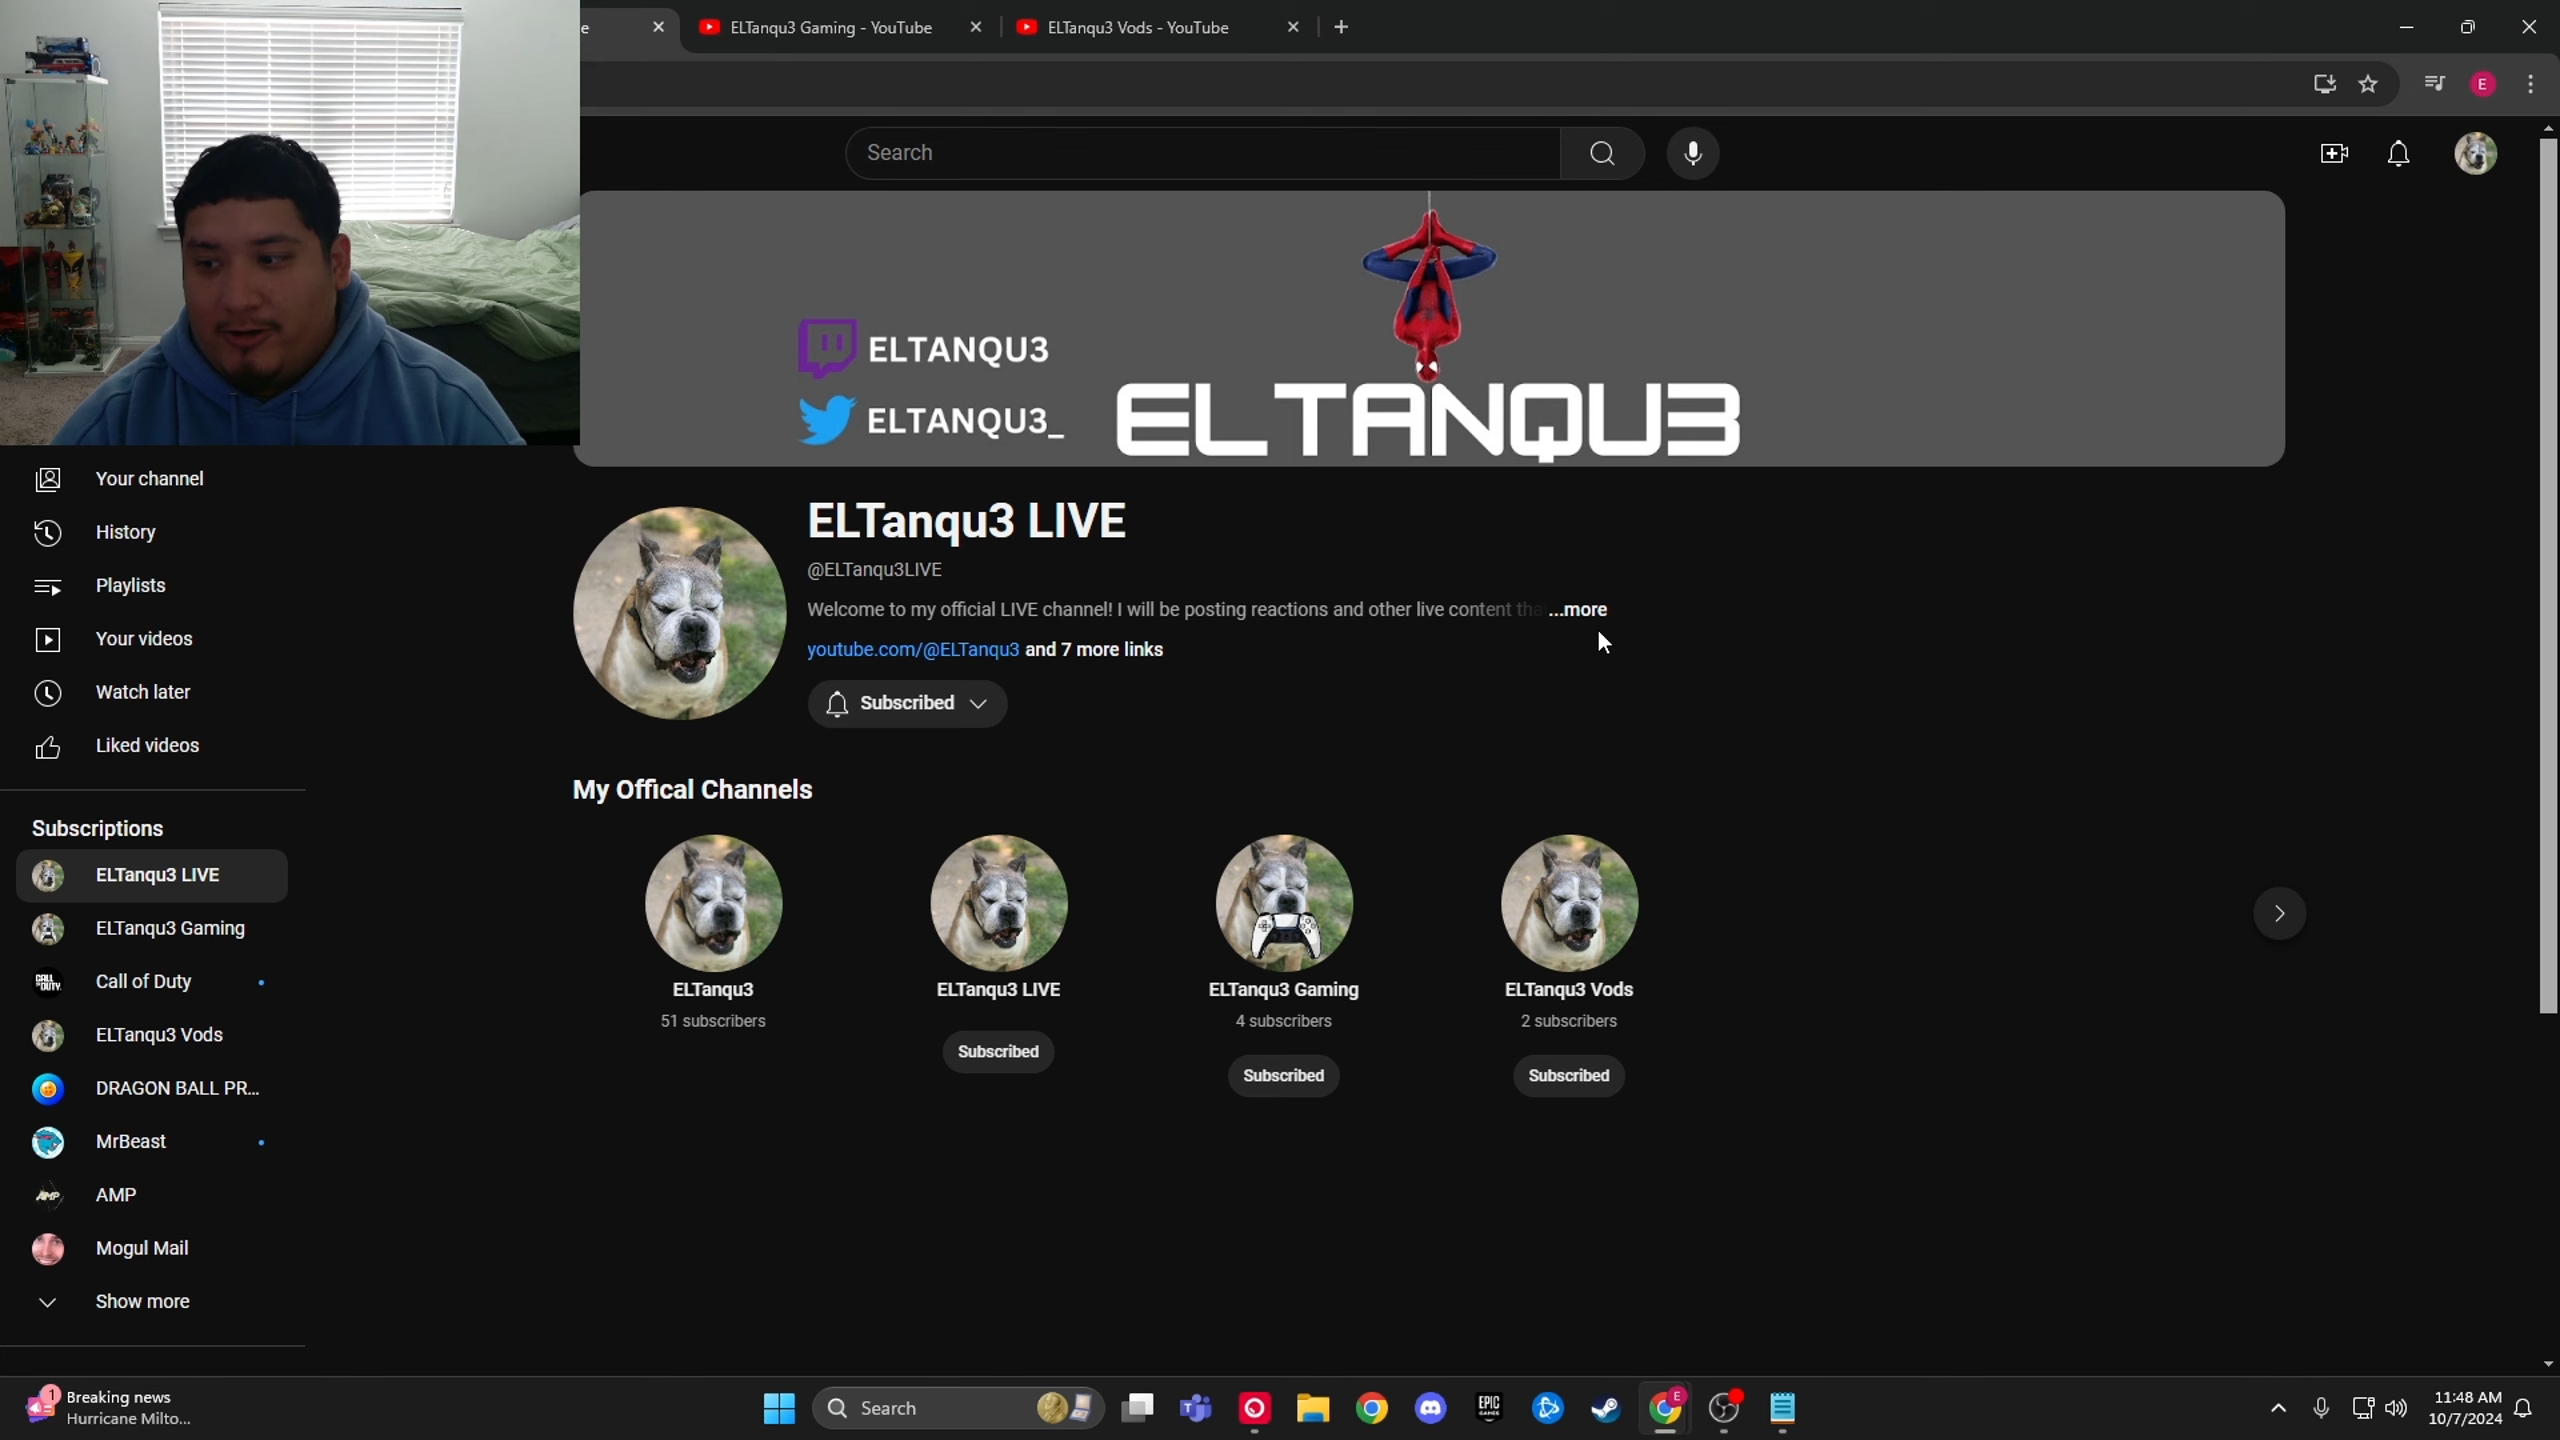 e
ELTanqu3 Gaming - YouTube
ELTanqu3 Vods - YouTube
E
Search
ELTANQU3
ELTANQU3_
ELTANQU3
ELTanqu3 LIVE
@ELTanqu3LIVE
Welcome to my official LIVE channel! I will be posting reactions and other live content tha ...more
youtube.com/@ELTanqu3 and 7 more links
Subscribed
Your channel
History
Playlists
Your videos
Watch later
Liked videos
Subscriptions
ELTanqu3 LIVE
ELTanqu3 Gaming
Call of Duty
ELTanqu3 Vods
DRAGON BALL PR...
MrBeast
AMP
Mogul Mail
Show more
My Offical Channels
ELTanqu3
51 subscribers
ELTanqu3 LIVE
Subscribed
ELTanqu3 Gaming
4 subscribers
Subscribed
ELTanqu3 Vods
2 subscribers
Subscribed
1
Breaking news
Hurricane Milto...
Search
EPIC
GAMES
E
11:48 AM
10/7/2024